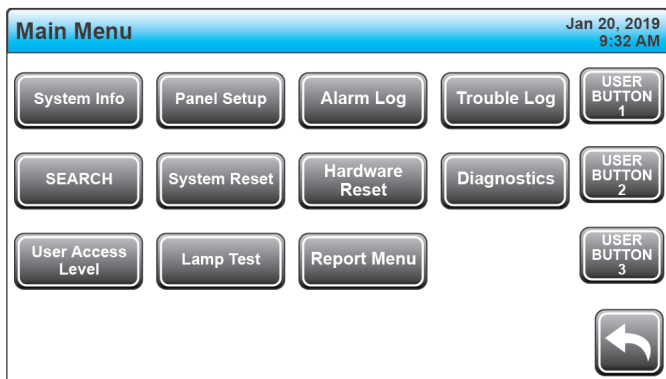 Main Menu
Jan 20, 2019
9:32 AM
System Info
Panel Setup
Alarm Log
Trouble Log
USER
BUTTON
1
SEARCH
System Reset
Hardware
Reset
Diagnostics
USER
BUTTON
2
User Access
Level
Lamp Test
Report Menu
USER
BUTTON
3